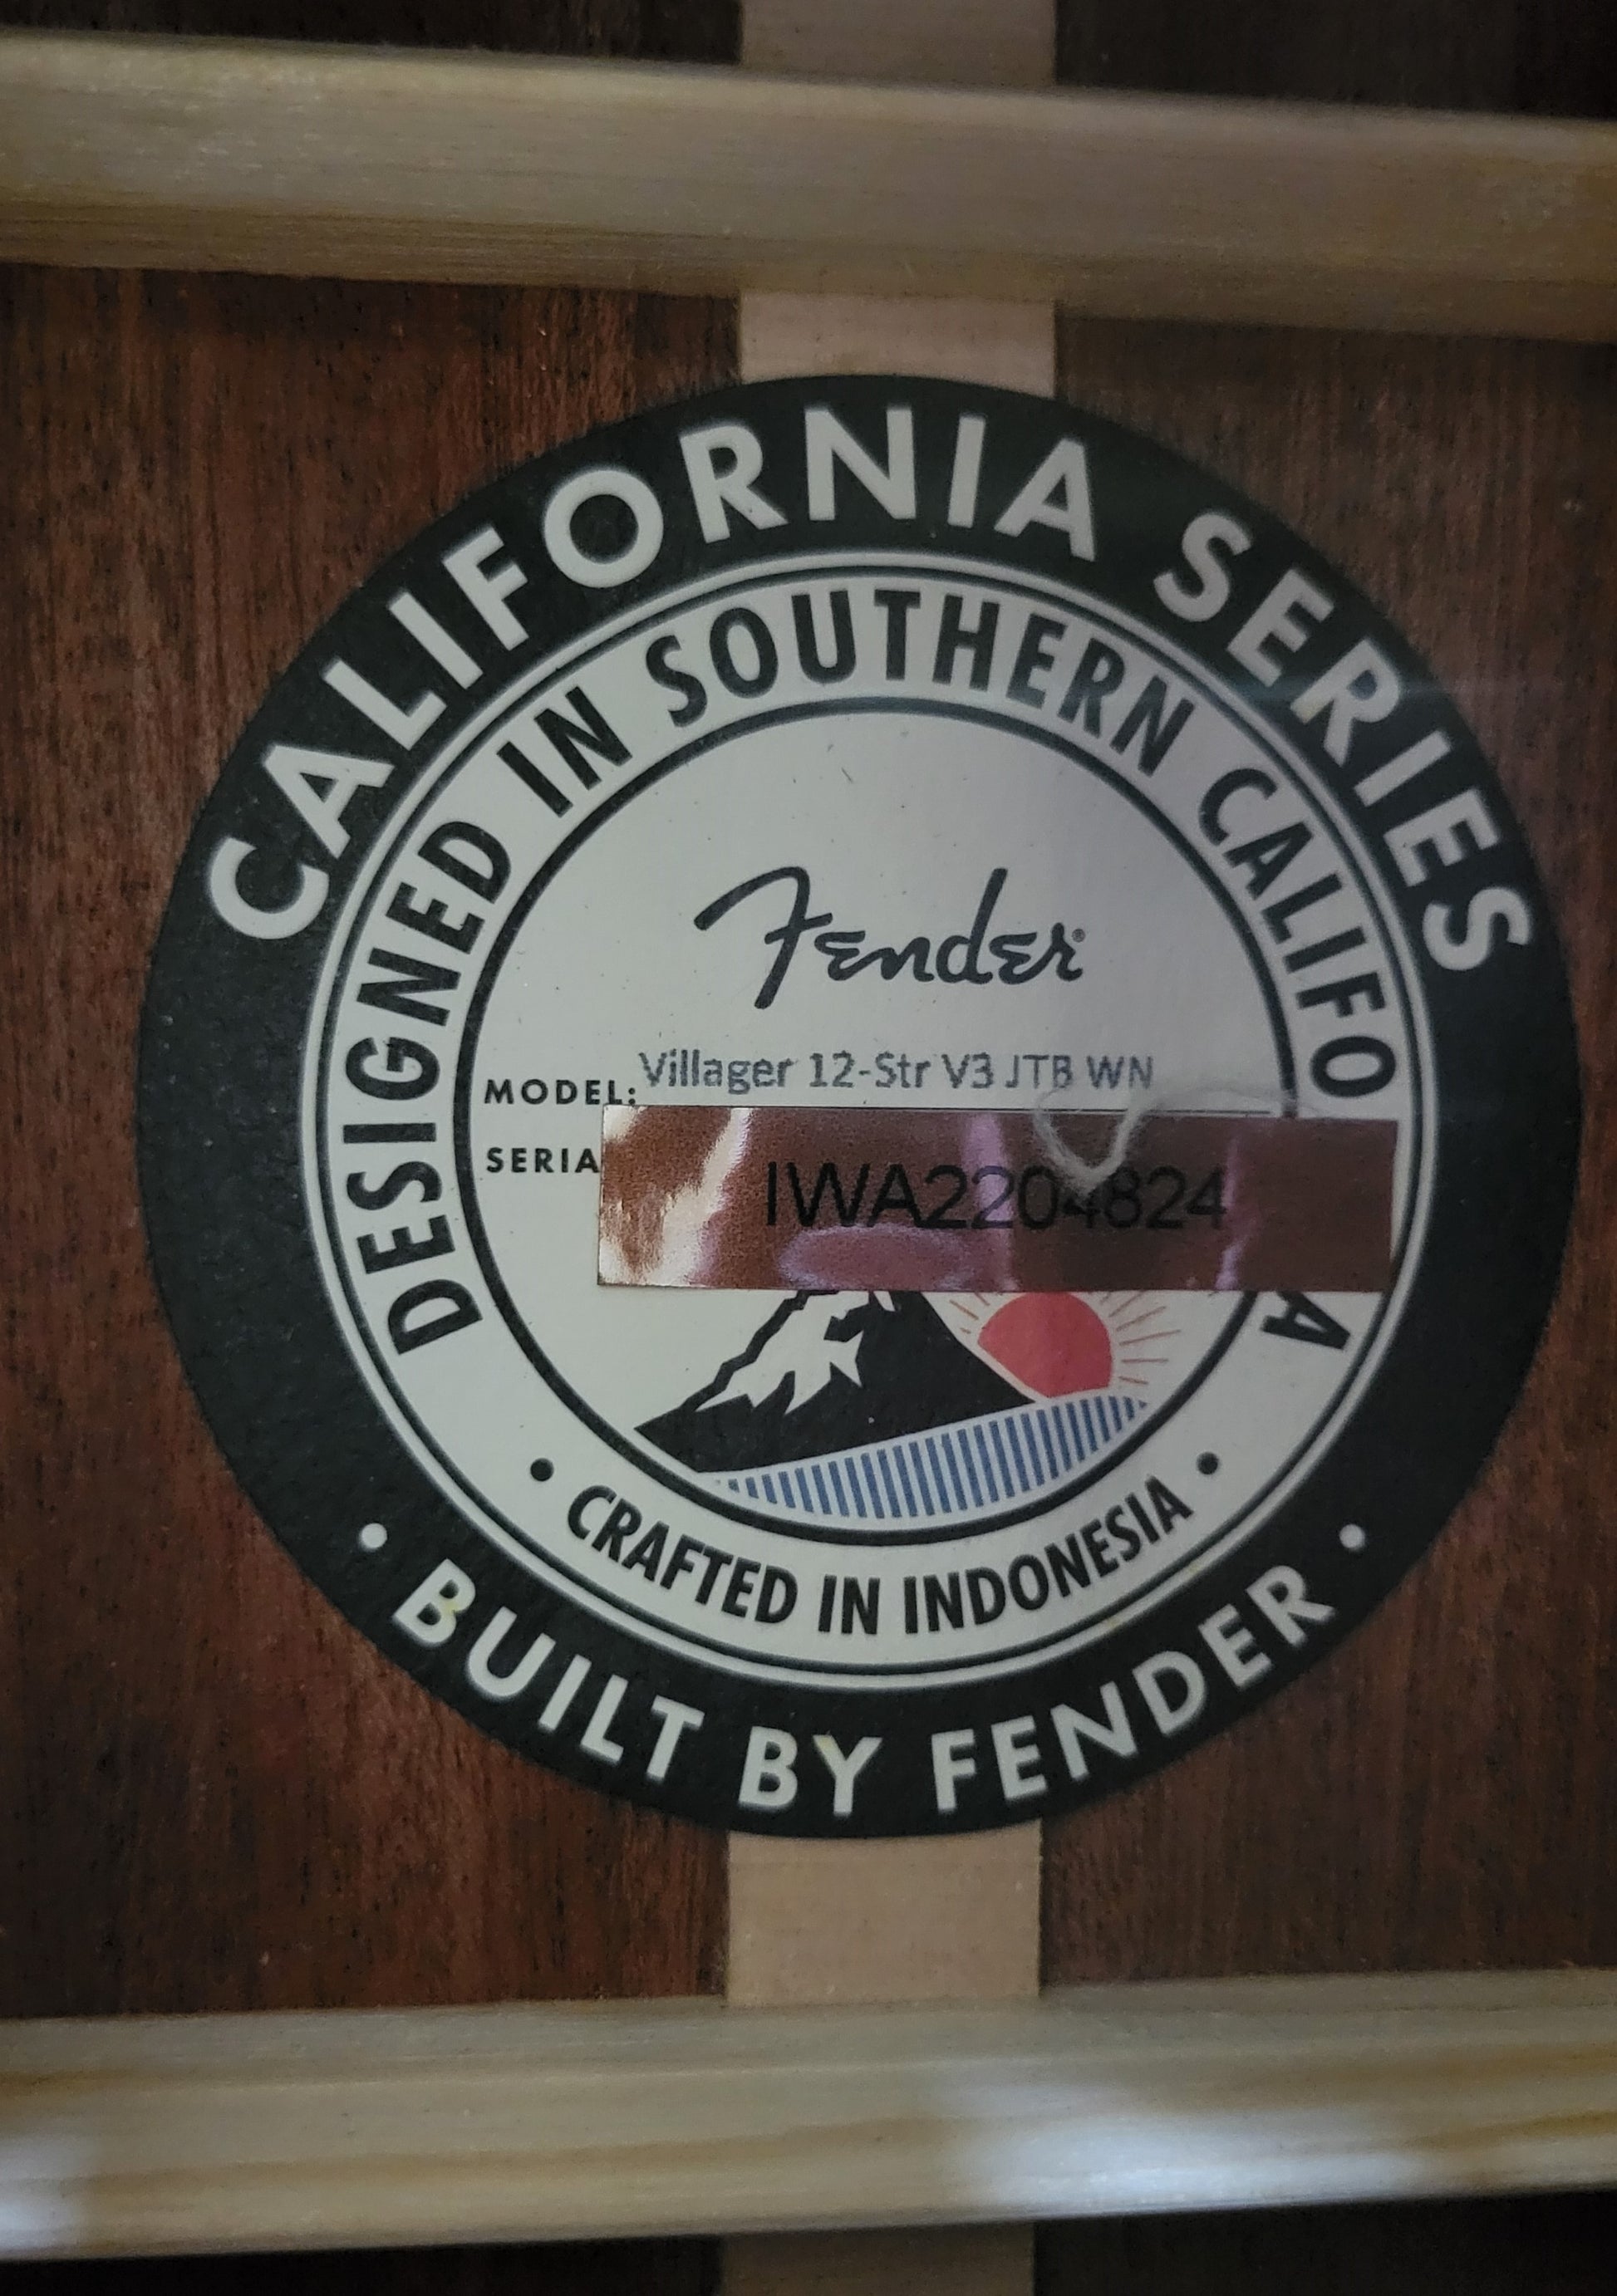 CALIFORNIA SERIES
DESIGNED IN SOUTHERN CALIFO A
Fender®
MODEL: Villager 12-Str V3 JTB WN
SERIA IWA2204824
CRAFTED IN INDONESIA
• BUILT BY FENDER •